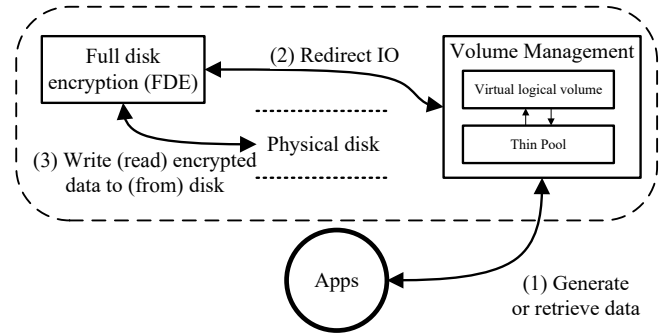 Full disk
encryption (FDE)
(2) Redirect IO
Volume Management
Virtual logical volume
Thin Pool
Physical disk
(3) Write (read) encrypted
data to (from) disk
Apps
(1) Generate
or retrieve data